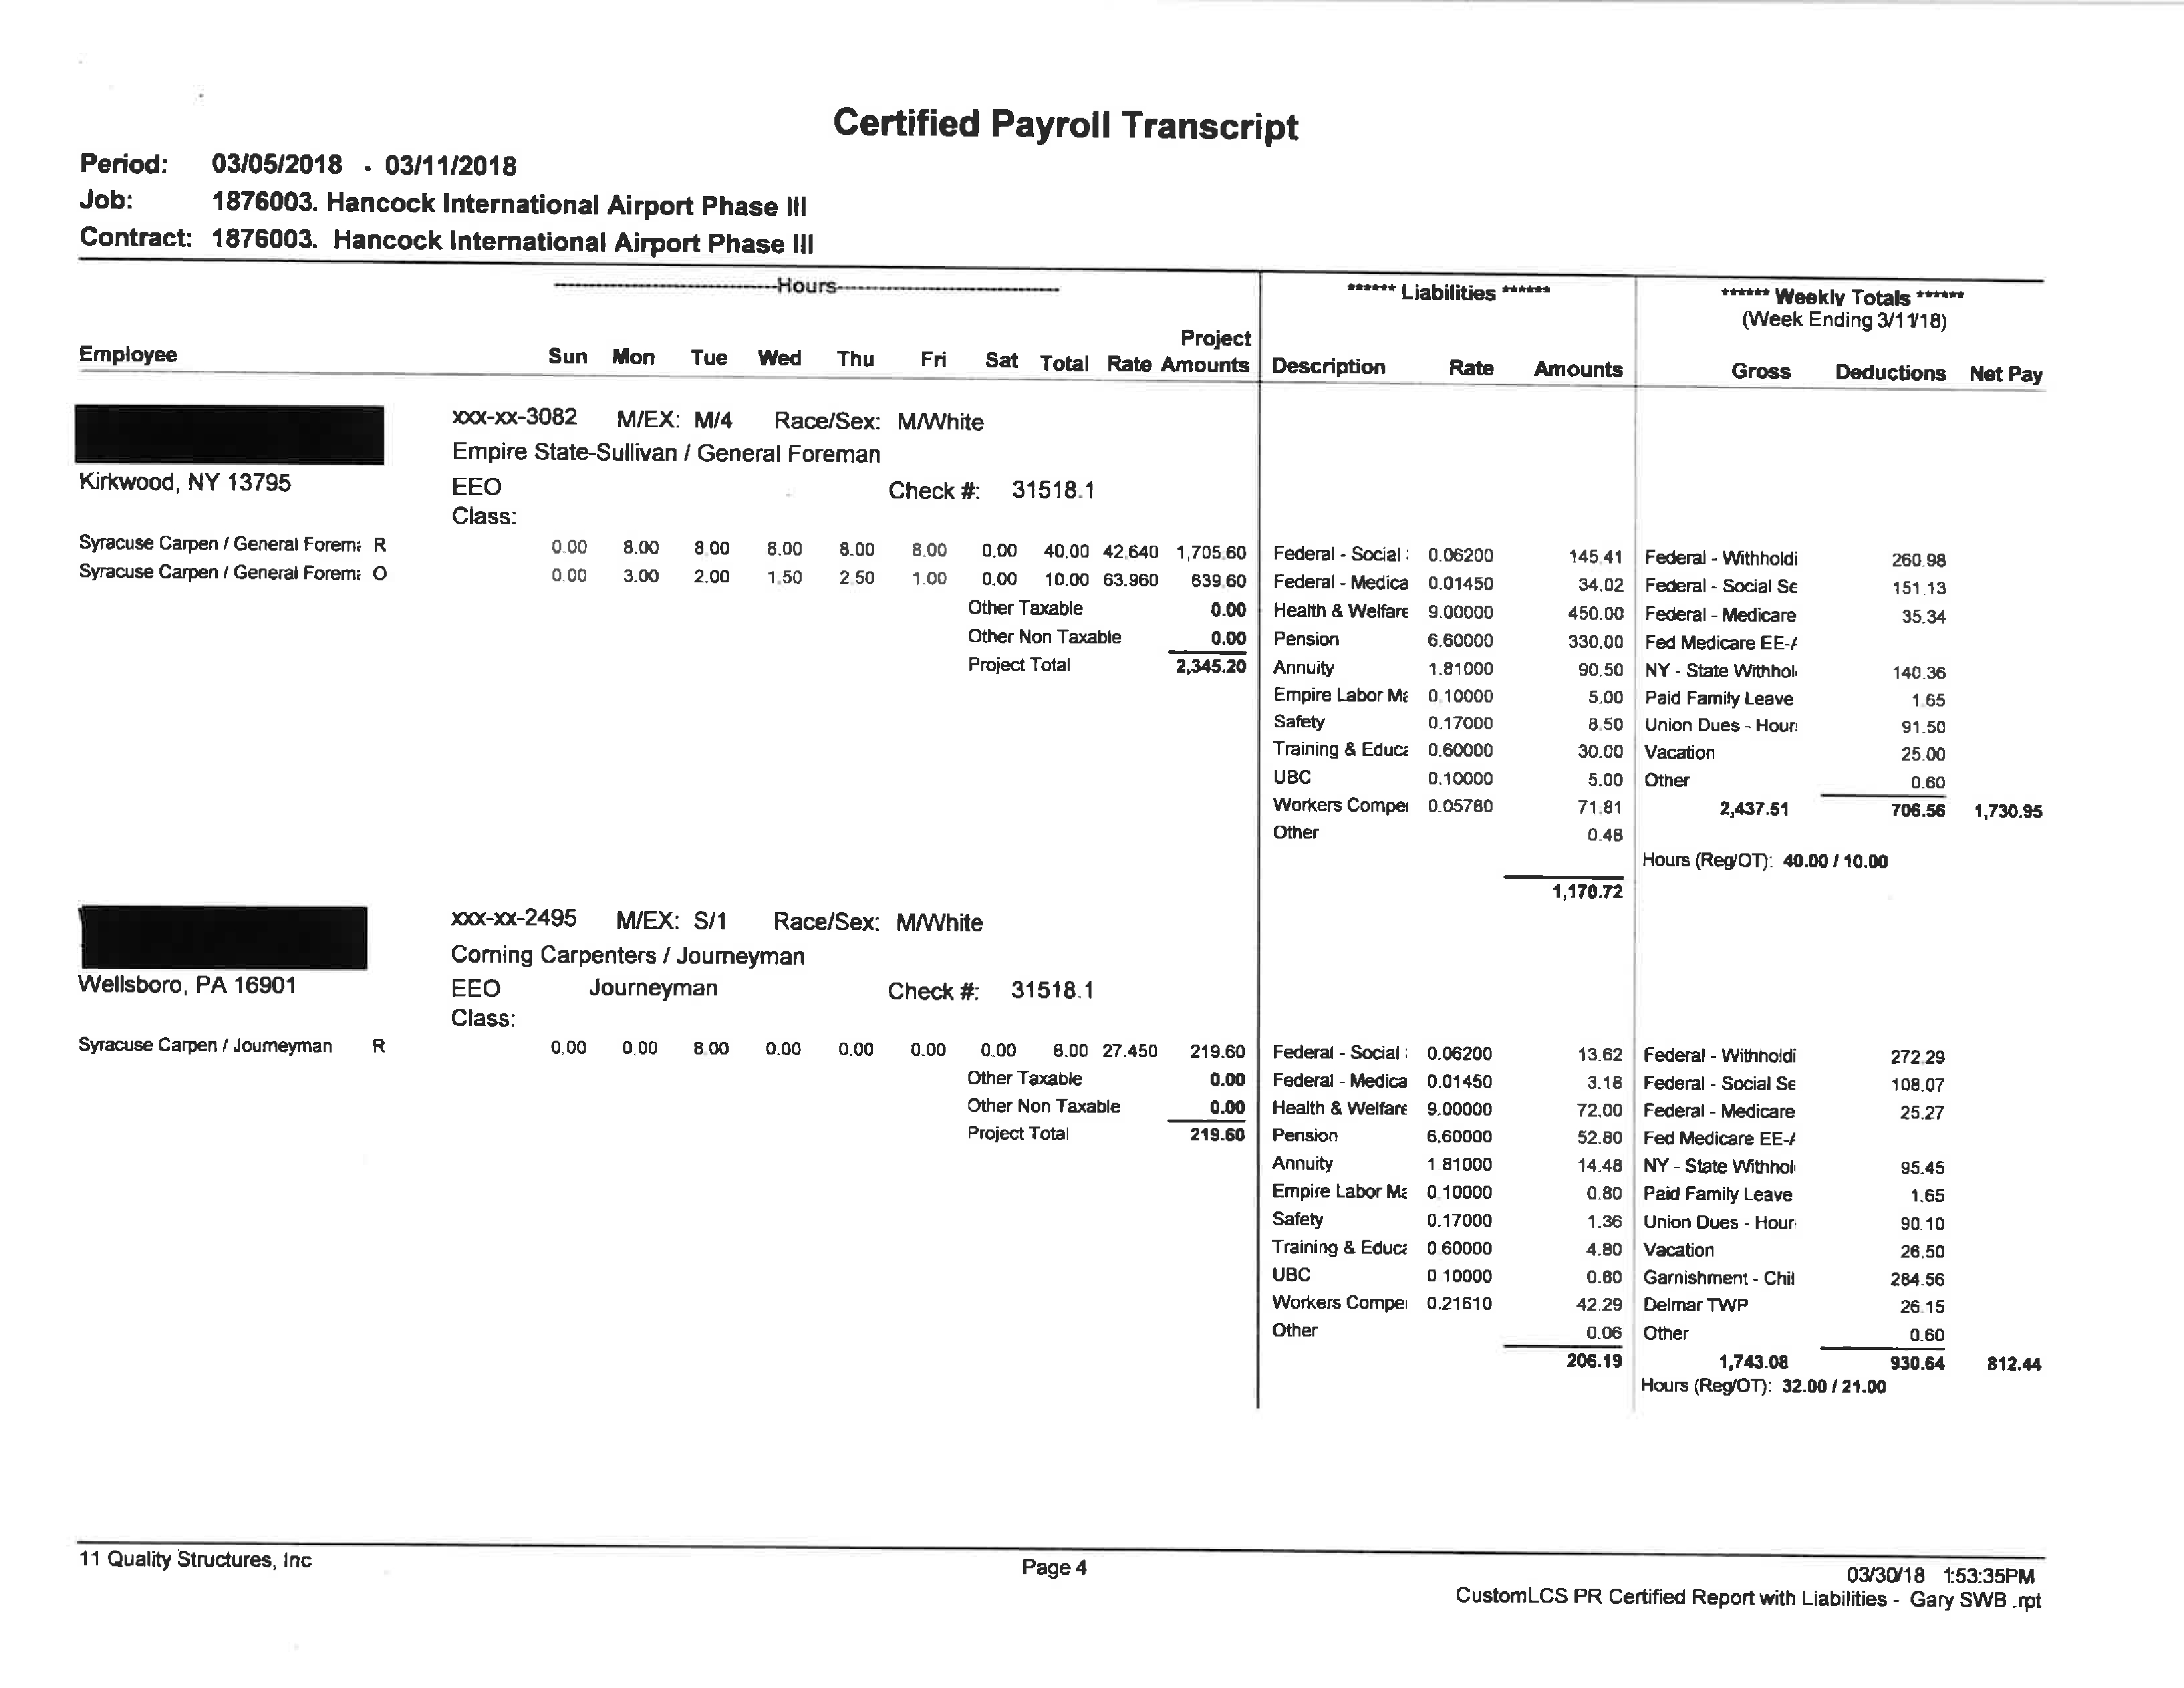 Certified Payroll Transcript
Period: 03/05/2018 - 03/11/2018
Job: 1876003. Hancock International Airport Phase III
Contract: 1876003. Hancock International Airport Phase III
-----Hours-----
****** Liabilities ******
****** Weekly Totals ******
(Week Ending 3/11/18)
Employee Sun Mon Tue Wed Thu Fri Sat Total Rate Project Amounts Description Rate Amounts Gross Deductions Net Pay
xxx-xx-3082 M/EX: M/4 Race/Sex: M/White
Empire State-Sullivan / General Foreman
Kirkwood, NY 13795 EEO Class: Check #: 31518.1
Syracuse Carpen / General Forem R 0.00 8.00 8.00 8.00 8.00 8.00 0.00 40.00 42.640 1,705.60 Federal - Social : 0.06200 145.41 Federal - Withholdi 260.98
Syracuse Carpen / General Forem O 0.00 3.00 2.00 1.50 2.50 1.00 0.00 10.00 63.960 639.60 Federal - Medica 0.01450 34.02 Federal - Social Se 151.13
Other Taxable 0.00 Health & Welfare 9.00000 450.00 Federal - Medicare 35.34
Other Non Taxable 0.00 Pension 6.60000 330.00 Fed Medicare EE-A
Project Total 2,345.20 Annuity 1.81000 90.50 NY - State Withhol 140.36
Empire Labor Ma 0.10000 5.00 Paid Family Leave 1.65
Safety 0.17000 8.50 Union Dues - Hour 91.50
Training & Educa 0.60000 30.00 Vacation 25.00
UBC 0.10000 5.00 Other 0.60
Workers Compe 0.05780 71.81 2,437.51 706.56 1,730.95
Other 0.48
Hours (Reg/OT): 40.00 / 10.00
1,170.72
xxx-xx-2495 M/EX: S/1 Race/Sex: M/White
Corning Carpenters / Journeyman
Wellsboro, PA 16901 EEO Class: Journeyman Check #: 31518.1
Syracuse Carpen / Journeyman R 0.00 0.00 8.00 0.00 0.00 0.00 0.00 8.00 27.450 219.60 Federal - Social : 0.06200 13.62 Federal - Withholdi 272.29
Other Taxable 0.00 Federal - Medica 0.01450 3.18 Federal - Social Se 108.07
Other Non Taxable 0.00 Health & Welfare 9.00000 72.00 Federal - Medicare 25.27
Project Total 219.60 Pension 6.60000 52.80 Fed Medicare EE-A
Annuity 1.81000 14.48 NY - State Withhol 95.45
Empire Labor Ma 0.10000 0.80 Paid Family Leave 1.65
Safety 0.17000 1.36 Union Dues - Hour 90.10
Training & Educa 0.60000 4.80 Vacation 26.50
UBC 0.10000 0.80 Garnishment - Chil 284.56
Workers Compe 0.21610 42.29 Delmar TWP 26.15
Other 0.06 Other 0.60
206.19 1,743.08 930.64 812.44
Hours (Reg/OT): 32.00 / 21.00
11 Quality Structures, Inc
Page 4
03/30/18 1:53:35PM
CustomLCS PR Certified Report with Liabilities - Gary SWB .rpt